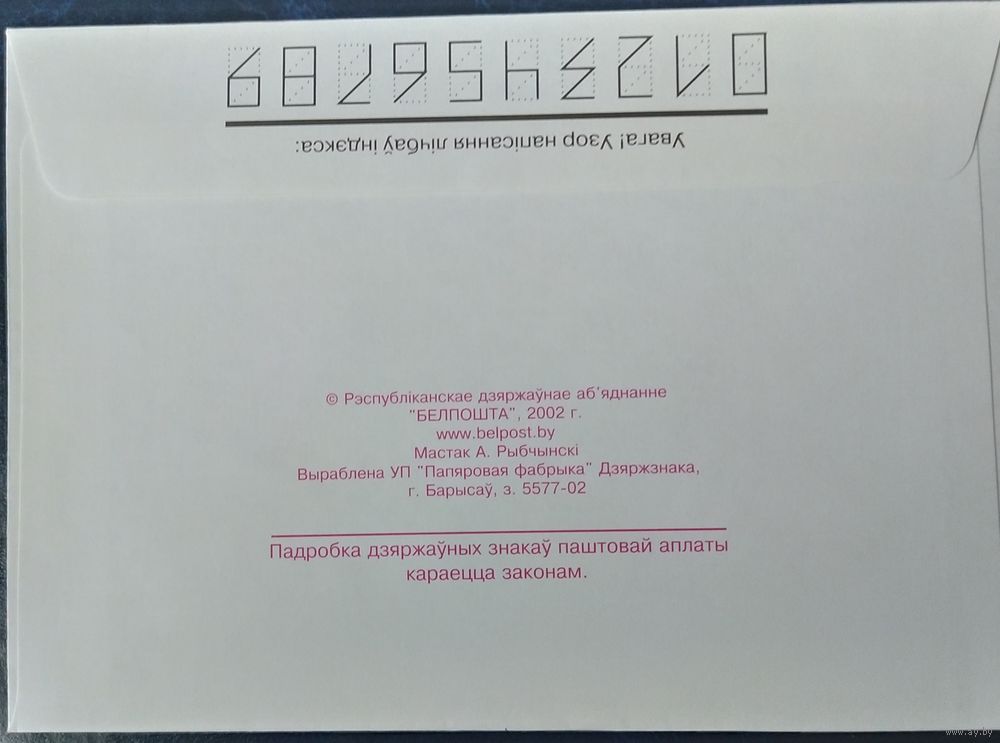 Увага! Узор напісання лічбаў індэкса:
0123456789
© Рэспубліканскае дзяржаўнае аб'яднанне
"БЕЛПОШТА", 2002 г.
www.belpost.by
Мастак А. Рыбчынскі
Выраблена УП "Папяровая фабрыка" Дзяржзнака,
г. Барысаў, з. 5577-02
Падробка дзяржаўных знакаў паштовай аплаты
караецца законам.
www.ay.by